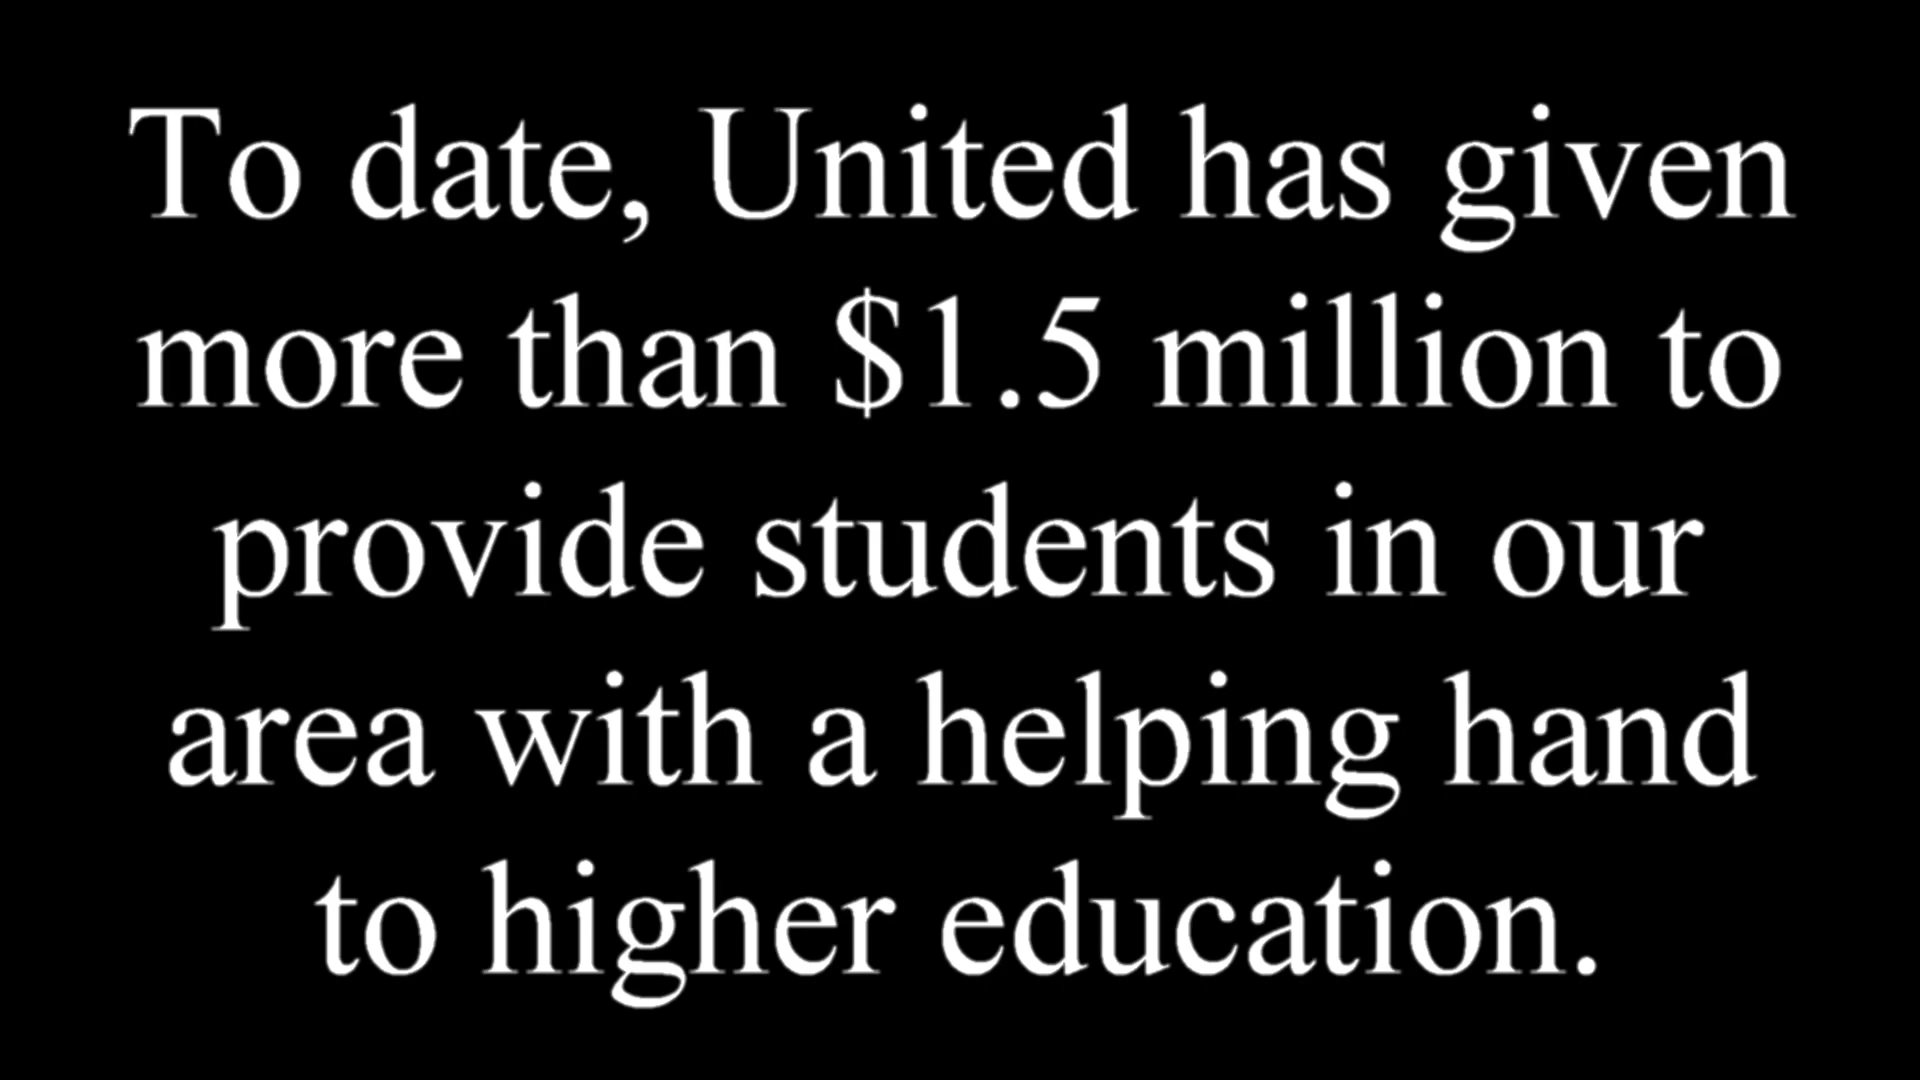 To date, United has given
more than $1.5 million to
provide students in our
area with a helping hand
to higher education.